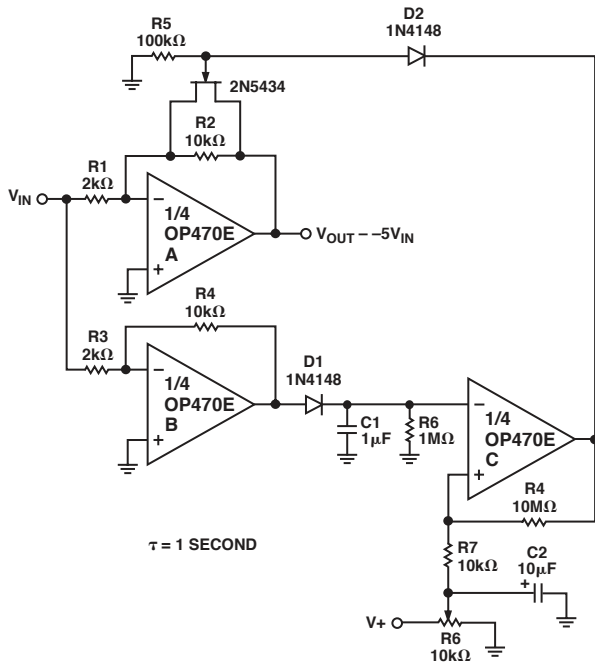 R5
100kΩ
D2
1N4148
2N5434
R2
10kΩ
R1
2kΩ
VIN
–
1/4
OP470E
A
+
VOUT – –5VIN
R4
10kΩ
R3
2kΩ
–
1/4
OP470E
B
+
D1
1N4148
C1
1μF
R6
1MΩ
–
1/4
OP470E
C
+
R4
10MΩ
τ = 1 SECOND
R7
10kΩ
C2
10μF
+
V+
R6
10kΩ